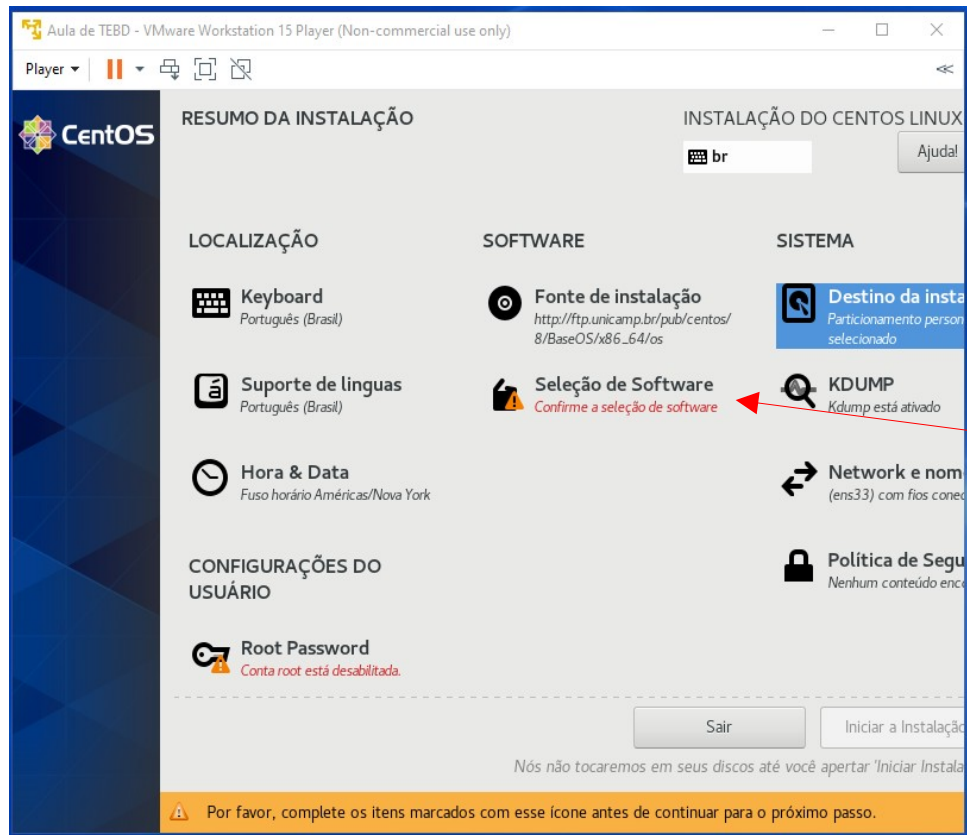 Aula de TEBD - VMware Workstation 15 Player (Non-commercial use only)
Player
CentOS
RESUMO DA INSTALAÇÃO
INSTALAÇÃO DO CENTOS LINUX
br
Ajuda!
LOCALIZAÇÃO
Keyboard
Português (Brasil)
Suporte de linguas
Português (Brasil)
Hora & Data
Fuso horário Américas/Nova York
CONFIGURAÇÕES DO
USUÁRIO
Root Password
Conta root está desabilitada.
SOFTWARE
Fonte de instalação
http://ftp.unicamp.br/pub/centos/
8/BaseOS/x86_64/os
Seleção de Software
Confirme a seleção de software
SISTEMA
Destino da insta
Particionamento person
selecionado
KDUMP
Kdump está ativado
Network e nom
(ens33) com fios conec
Política de Segu
Nenhum conteúdo enc
Sair
Iniciar a Instalaçã
Nós não tocaremos em seus discos até você apertar 'Iniciar Instala
Por favor, complete os itens marcados com esse ícone antes de continuar para o próximo passo.